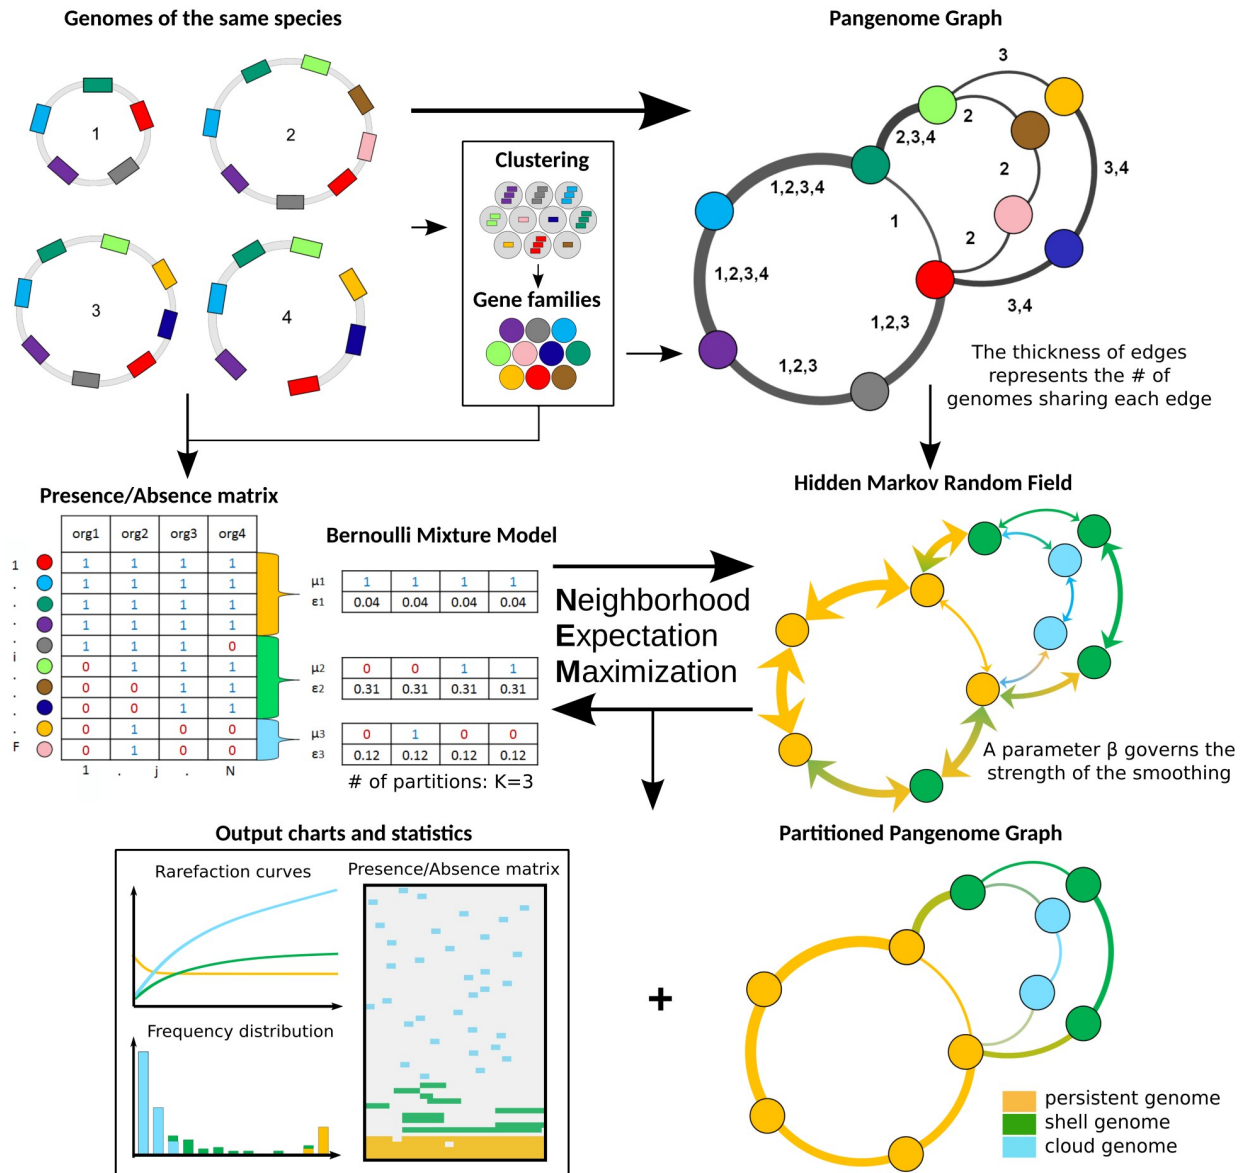 Genomes of the same species
Pangenome Graph
1
2
3
4
Clustering
Gene families
3
2
2,3,4
1,2,3,4
2
3,4
1
2
1,2,3,4
3,4
1,2,3
1,2,3
The thickness of edges
represents the # of
genomes sharing each edge
Presence/Absence matrix
org1 org2 org3 org4
1 1 1 1 1
. 1 1 1 1
. 1 1 1 1
. 1 1 1 1
. 1 1 1 0
i 0 1 1 1
. 0 0 1 1
. 0 0 1 1
. 0 1 0 0
F 0 1 0 0
1 . j . N
Bernoulli Mixture Model
μ1 1 1 1 1
ε1 0.04 0.04 0.04 0.04
μ2 0 0 1 1
ε2 0.31 0.31 0.31 0.31
μ3 0 1 0 0
ε3 0.12 0.12 0.12 0.12
# of partitions: K=3
Neighborhood
Expectation
Maximization
Hidden Markov Random Field
A parameter β governs the
strength of the smoothing
Output charts and statistics
Rarefaction curves
Presence/Absence matrix
Frequency distribution
+
Partitioned Pangenome Graph
persistent genome
shell genome
cloud genome